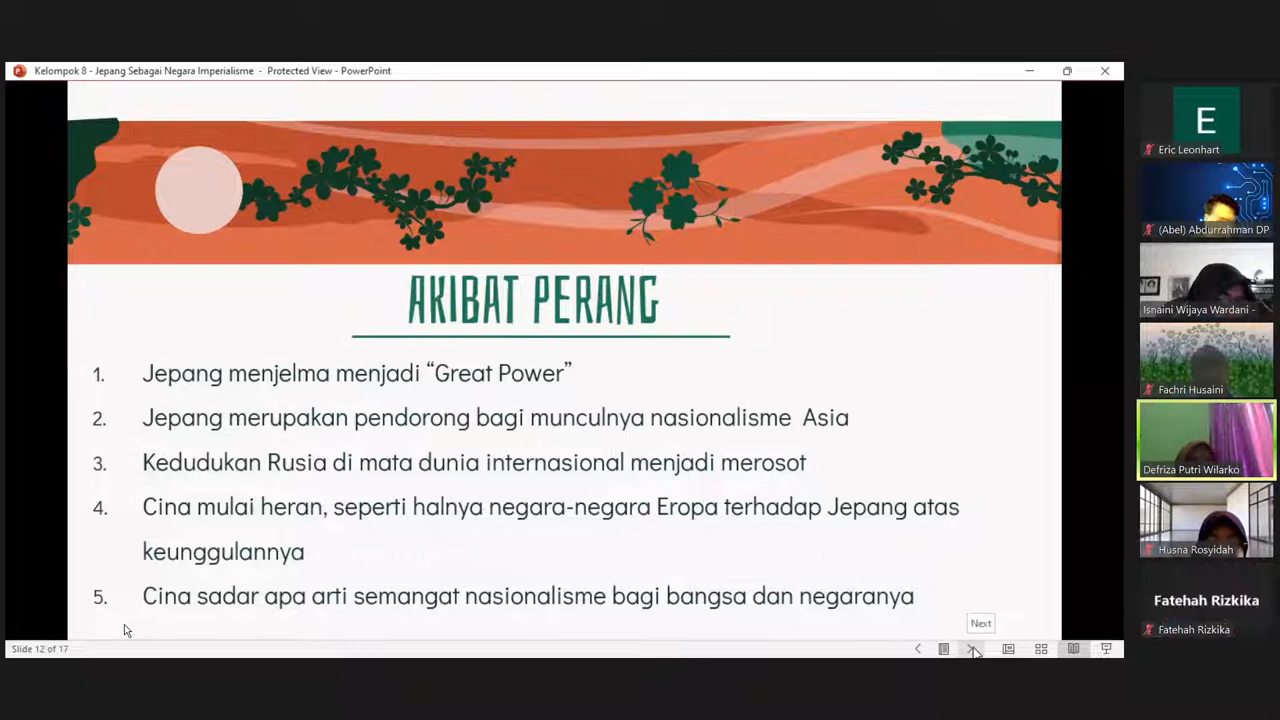 Kelompok 8 - Jepang Sebagai Negara Imperialisme - Protected View - PowerPoint
AKIBAT PERANG
1. Jepang menjelma menjadi “Great Power”
2. Jepang merupakan pendorong bagi munculnya nasionalisme Asia
3. Kedudukan Rusia di mata dunia internasional menjadi merosot
4. Cina mulai heran, seperti halnya negara-negara Eropa terhadap Jepang atas
keunggulannya
5. Cina sadar apa arti semangat nasionalisme bagi bangsa dan negaranya
Next
Slide 12 of 17
E
Eric Leonhart
(Abel) Abdurrahman DP
Isnaini Wijaya Wardani -
Fachri Husaini
Defriza Putri Wilarko
Husna Rosyidah
Fatehah Rizkika
Fatehah Rizkika